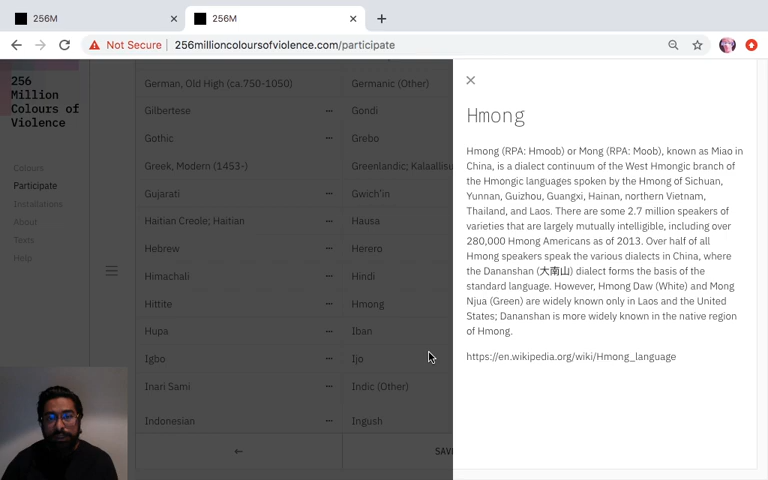 256M
256M
Not Secure
256millioncoloursofviolence.com/participate
256
Million
Colours of
Violence
Colours
Participate
Installations
About
Texts
Help
German, Old High (ca.750-1050)
Germanic (Other)
Gilbertese
Gondi
Gothic
Grebo
Greek, Modern (1453-)
Greenlandic; Kalaallisu
Gujarati
Gwich'in
Haitian Creole; Haitian
Hausa
Hebrew
Herero
Himachali
Hindi
Hittite
Hmong
Hupa
Iban
Igbo
Ijo
Inari Sami
Indic (Other)
Indonesian
Ingush
←
SAV
Hmong
Hmong (RPA: Hmoob) or Mong (RPA: Moob), known as Miao in
China, is a dialect continuum of the West Hmongic branch of
the Hmongic languages spoken by the Hmong of Sichuan,
Yunnan, Guizhou, Guangxi, Hainan, northern Vietnam,
Thailand, and Laos. There are some 2.7 million speakers of
varieties that are largely mutually intelligible, including over
280,000 Hmong Americans as of 2013. Over half of all
Hmong speakers speak the various dialects in China, where
the Dananshan (大南山) dialect forms the basis of the
standard language. However, Hmong Daw (White) and Mong
Njua (Green) are widely known only in Laos and the United
States; Dananshan is more widely known in the native region
of Hmong.
https://en.wikipedia.org/wiki/Hmong_language